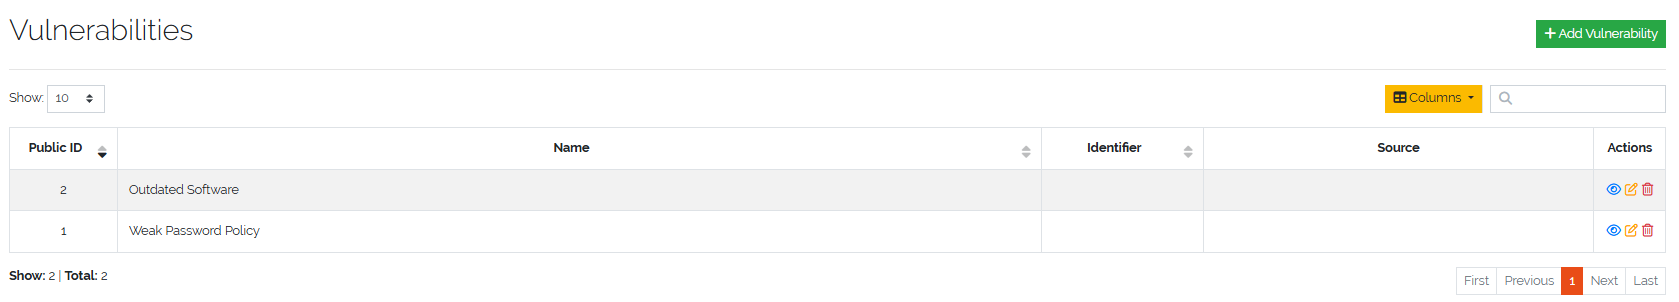 Vulnerabilities
Add Vulnerability
Show: 10
Columns
Public ID Name Identifier Source Actions
2 Outdated Software
1 Weak Password Policy
Show: 2 | Total: 2
First Previous 1 Next Last